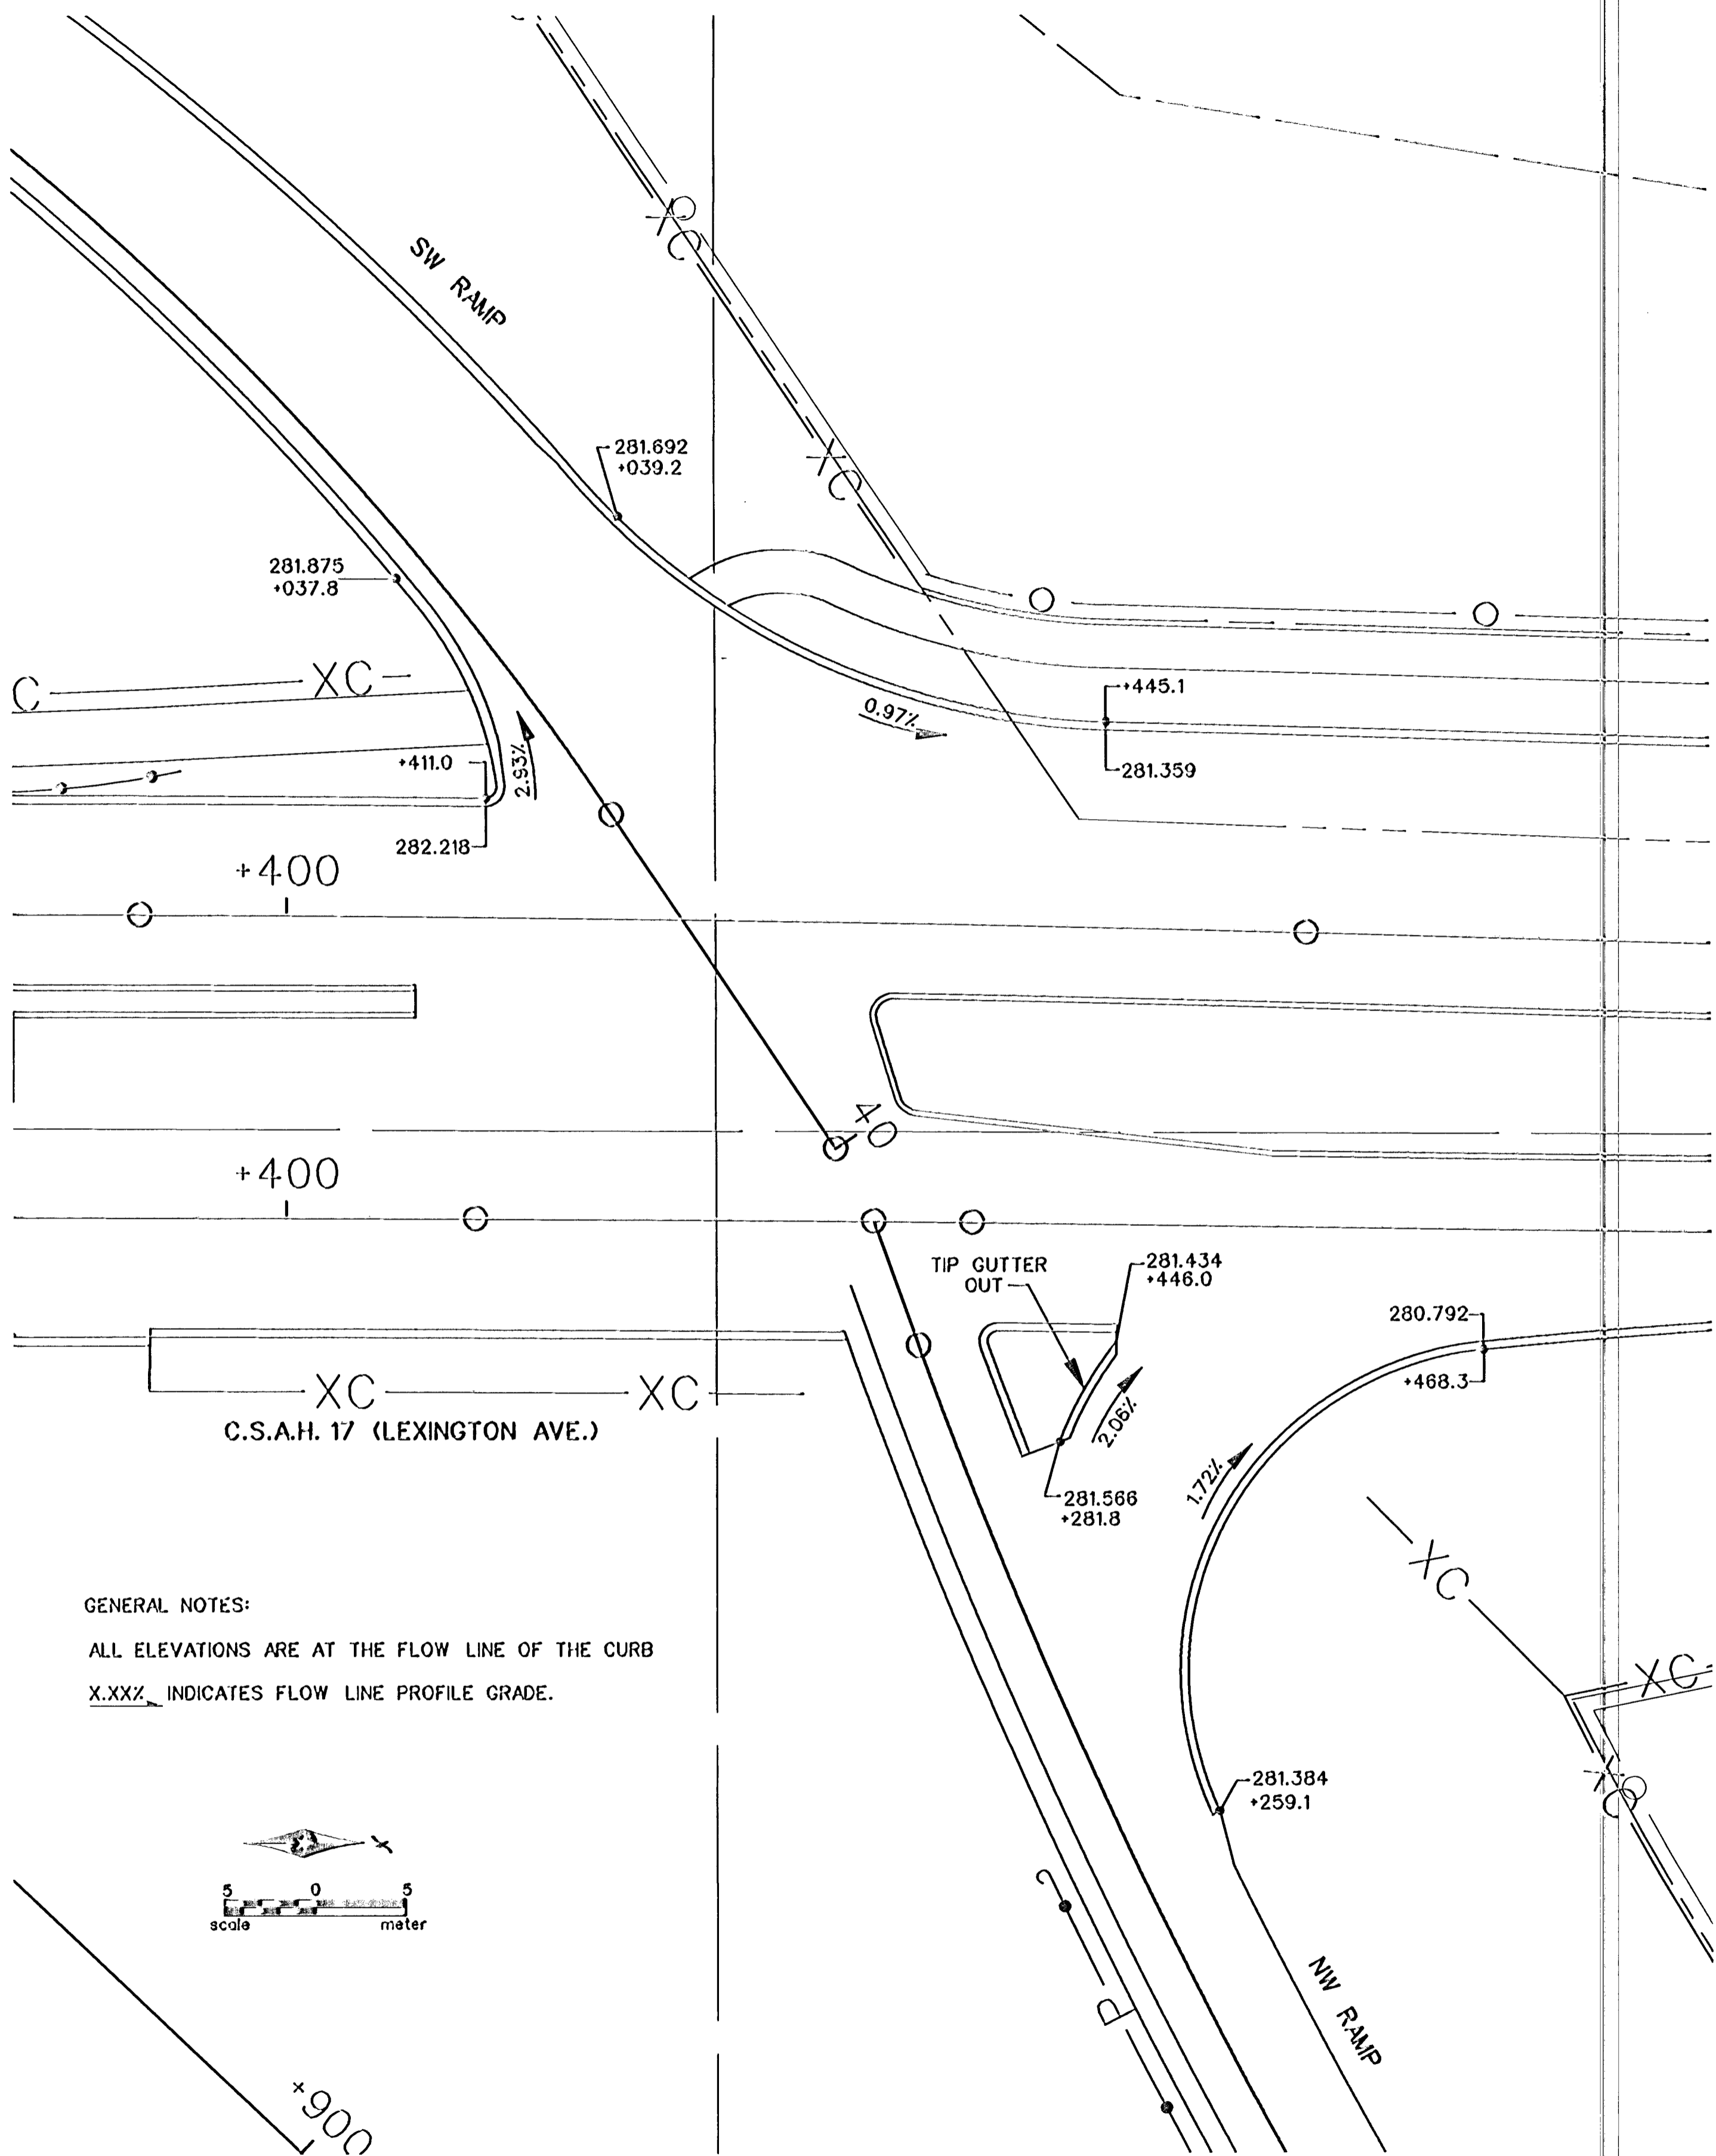 SW RAMP
XC
281.692
+039.2
XC
281.875
+037.8
C
XC
+445.1
0.97%
281.359
+411.0
2.93%
282.218
+400
40
+400
TIP GUTTER
OUT
281.434
+446.0
280.792
+468.3
XC
XC
C.S.A.H. 17 (LEXINGTON AVE.)
2.06%
1.72%
281.566
+281.8
XC
GENERAL NOTES:
ALL ELEVATIONS ARE AT THE FLOW LINE OF THE CURB
X.XX% INDICATES FLOW LINE PROFILE GRADE.
XC
281.384
+259.1
XC
5 0 5
scale meter
P
NW RAMP
+900